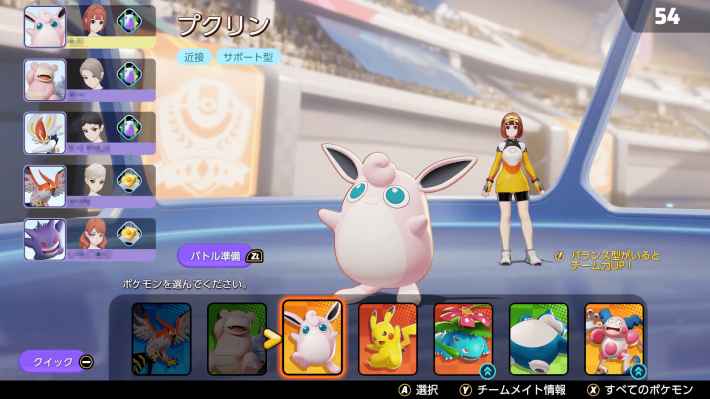 プクリン
54
近接
サポート型
バトル準備 ZL
バランス型がいると
チーム力UP!
ポケモンを選んでください。
クイック
A 選択
Y チームメイト情報
X すべてのポケモン